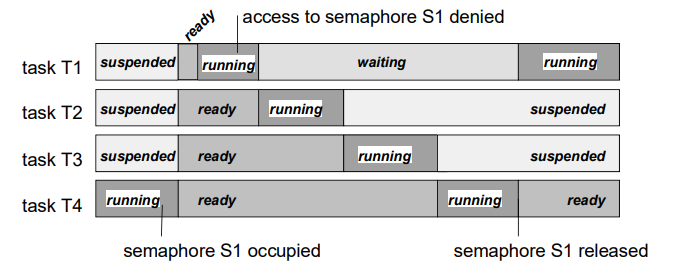 ready
access to semaphore S1 denied
task T1 suspended running waiting running
task T2 suspended ready running suspended
task T3 suspended ready running suspended
task T4 running ready running ready
semaphore S1 occupied semaphore S1 released